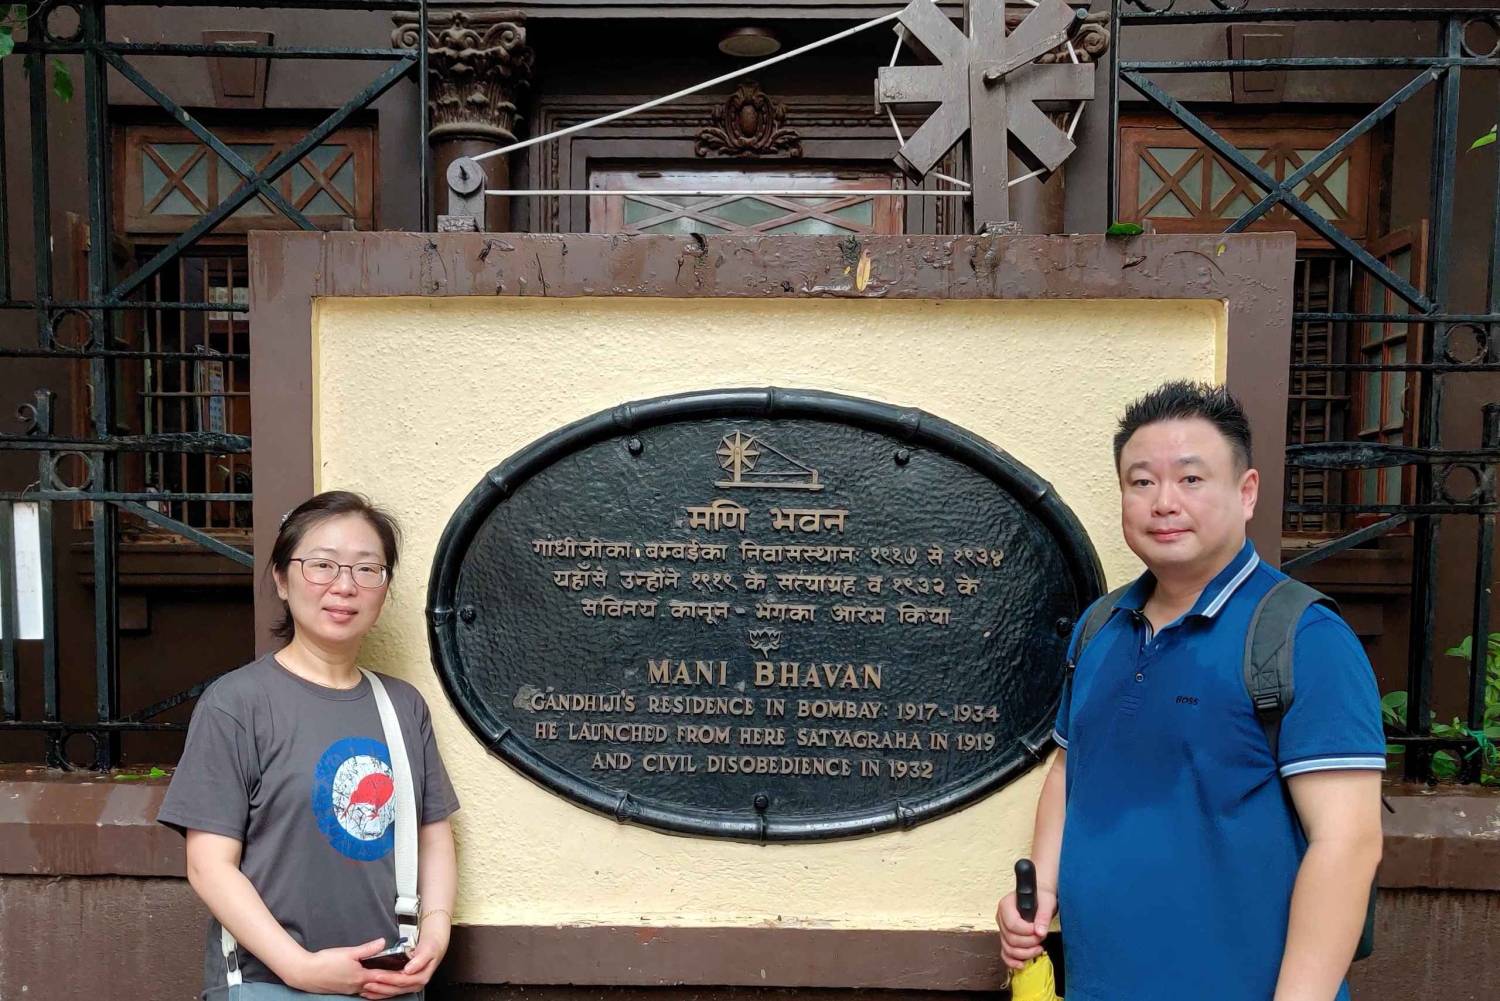 मणि भवन
गांधीजीका बम्बईका निवासस्थान: १९१७ से १९३४
यहाँसे उन्होंने १९१९ के सत्याग्रह व १९३२ के
सविनय कानून - भंगका आरंभ किया
MANI BHAVAN
GANDHIJI'S RESIDENCE IN BOMBAY: 1917-1934
HE LAUNCHED FROM HERE SATYAGRAHA IN 1919
AND CIVIL DISOBEDIENCE IN 1932
BOSS